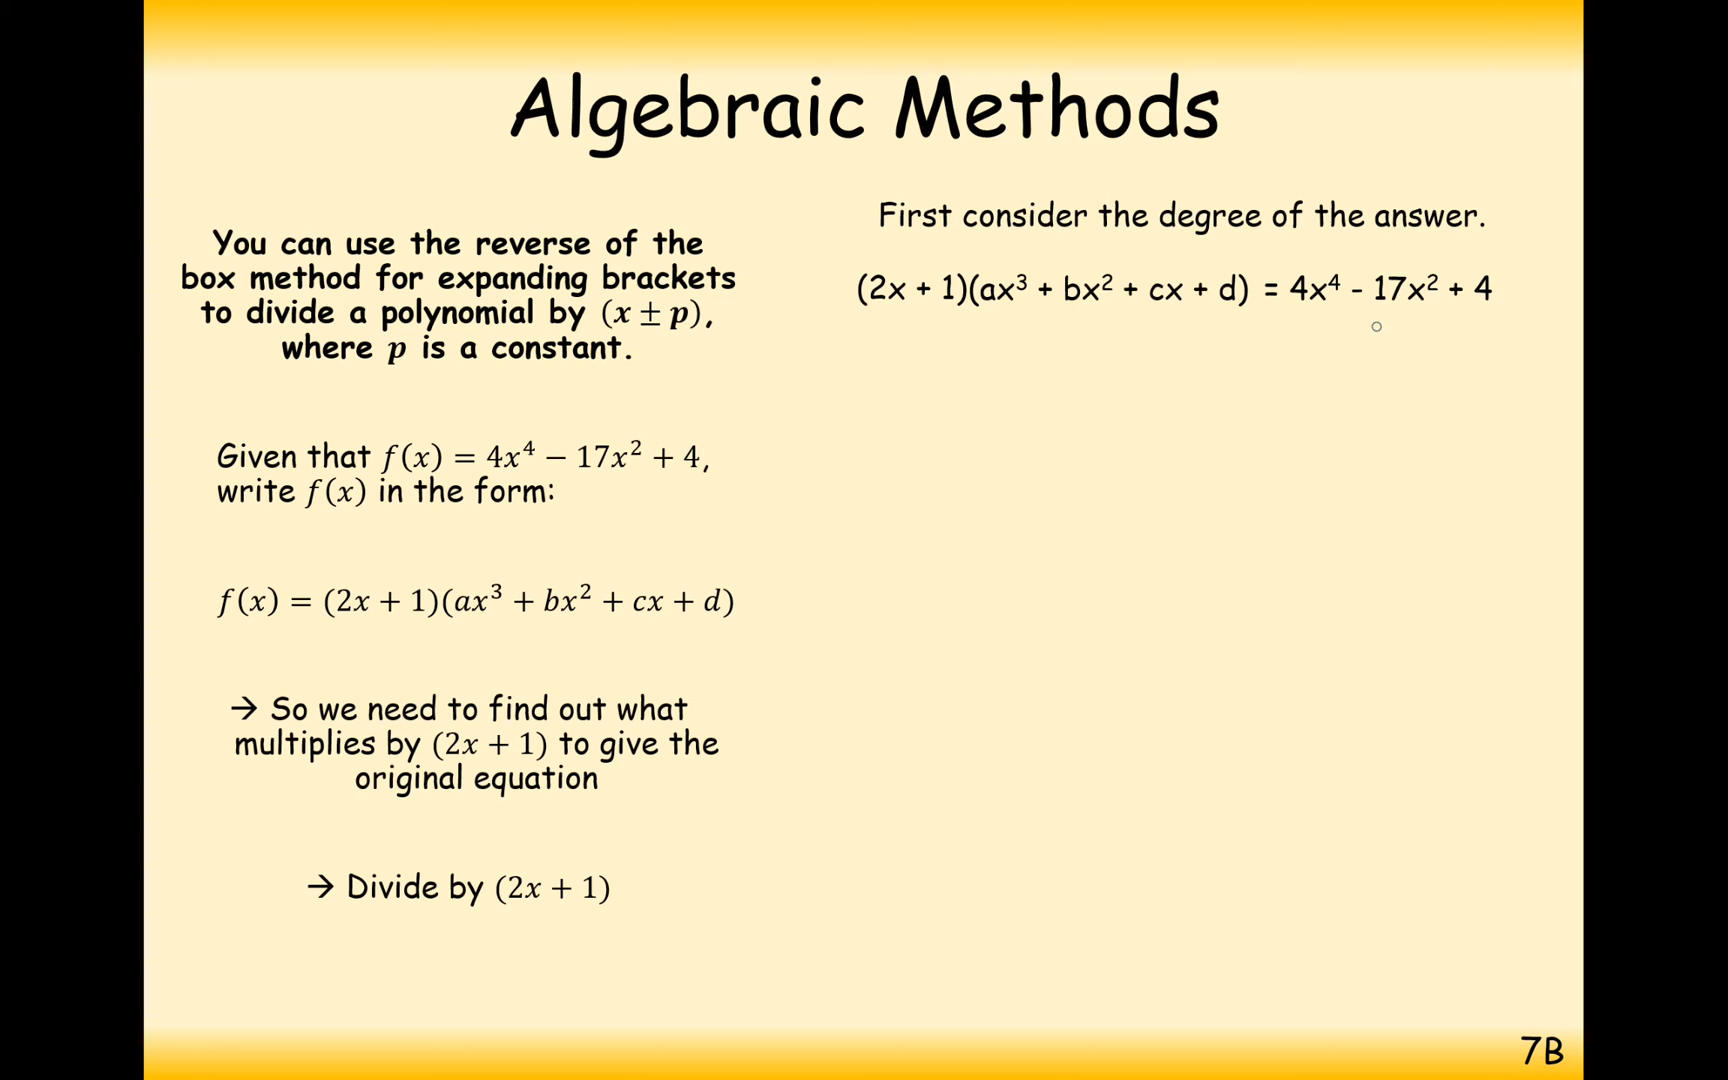 Algebraic Methods
You can use the reverse of the
box method for expanding brackets
to divide a polynomial by (x ± p),
where p is a constant.
Given that f(x) = 4x⁴ − 17x² + 4,
write f(x) in the form:
f(x) = (2x + 1)(ax³ + bx² + cx + d)
→ So we need to find out what
multiplies by (2x + 1) to give the
original equation
→ Divide by (2x + 1)
First consider the degree of the answer.
(2x + 1)(ax³ + bx² + cx + d) = 4x⁴ - 17x² + 4
7B